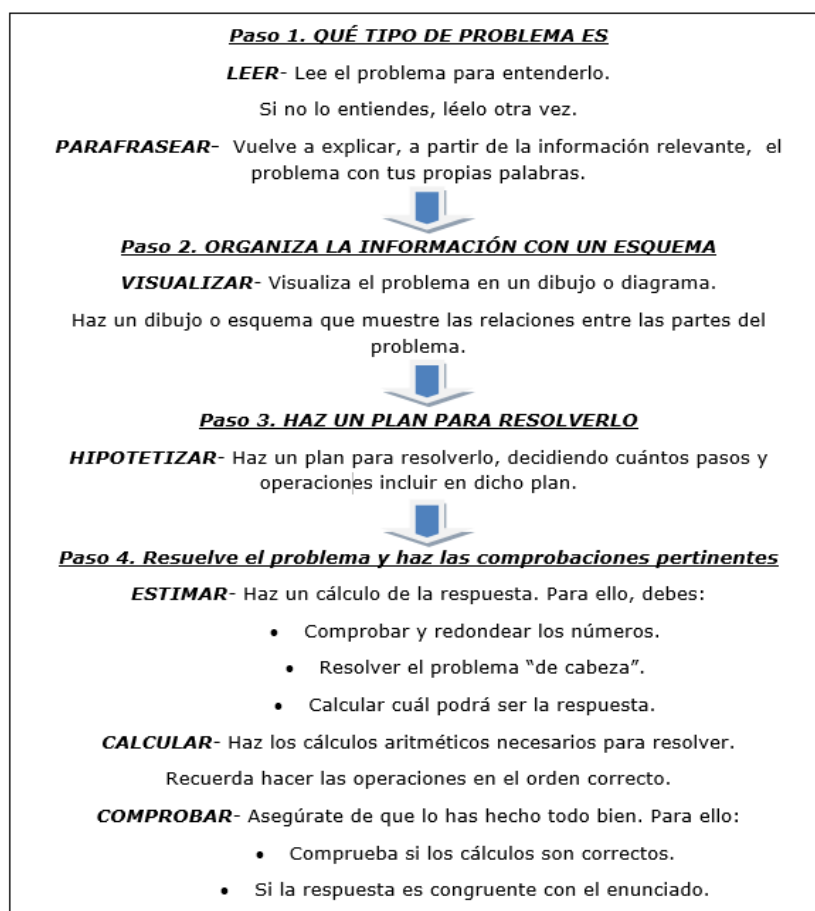 Paso 1. QUÉ TIPO DE PROBLEMA ES
LEER- Lee el problema para entenderlo.
Si no lo entiendes, léelo otra vez.
PARAFRASEAR- Vuelve a explicar, a partir de la información relevante, el
problema con tus propias palabras.
Paso 2. ORGANIZA LA INFORMACIÓN CON UN ESQUEMA
VISUALIZAR- Visualiza el problema en un dibujo o diagrama.
Haz un dibujo o esquema que muestre las relaciones entre las partes del
problema.
Paso 3. HAZ UN PLAN PARA RESOLVERLO
HIPOTETIZAR- Haz un plan para resolverlo, decidiendo cuántos pasos y
operaciones incluir en dicho plan.
Paso 4. Resuelve el problema y haz las comprobaciones pertinentes
ESTIMAR- Haz un cálculo de la respuesta. Para ello, debes:
• Comprobar y redondear los números.
• Resolver el problema “de cabeza”.
• Calcular cuál podrá ser la respuesta.
CALCULAR- Haz los cálculos aritméticos necesarios para resolver.
Recuerda hacer las operaciones en el orden correcto.
COMPROBAR- Asegúrate de que lo has hecho todo bien. Para ello:
• Comprueba si los cálculos son correctos.
• Si la respuesta es congruente con el enunciado.